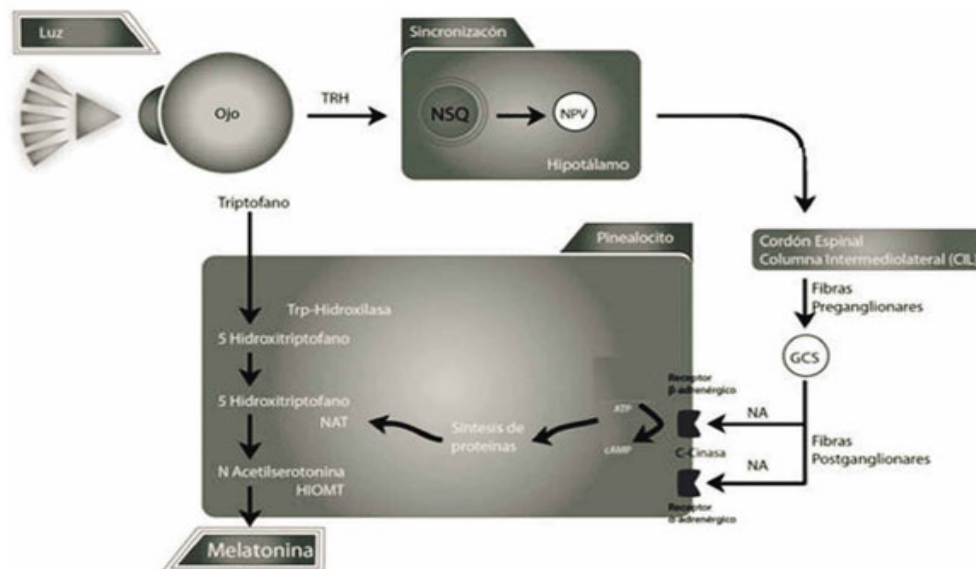 Luz
Sincronizacón
Ojo
TRH
NSQ
NPV
Hipotálamo
Triptofano
Pinealocito
Cordón Espinal
Columna Intermediolateral (CIL)
Trp-Hidroxilasa
Fibras
Preganglionares
5 Hidroxitriptofano
GCS
Receptor
β adrenérgico
5 Hidroxitriptofano
NAT
Síntesis de
proteínas
ATP
cAMP
NA
C-Cinasa
Fibras
Postganglionares
N Acetilserotonina
HIOMT
NA
Receptor
α adrenérgico
Melatonina